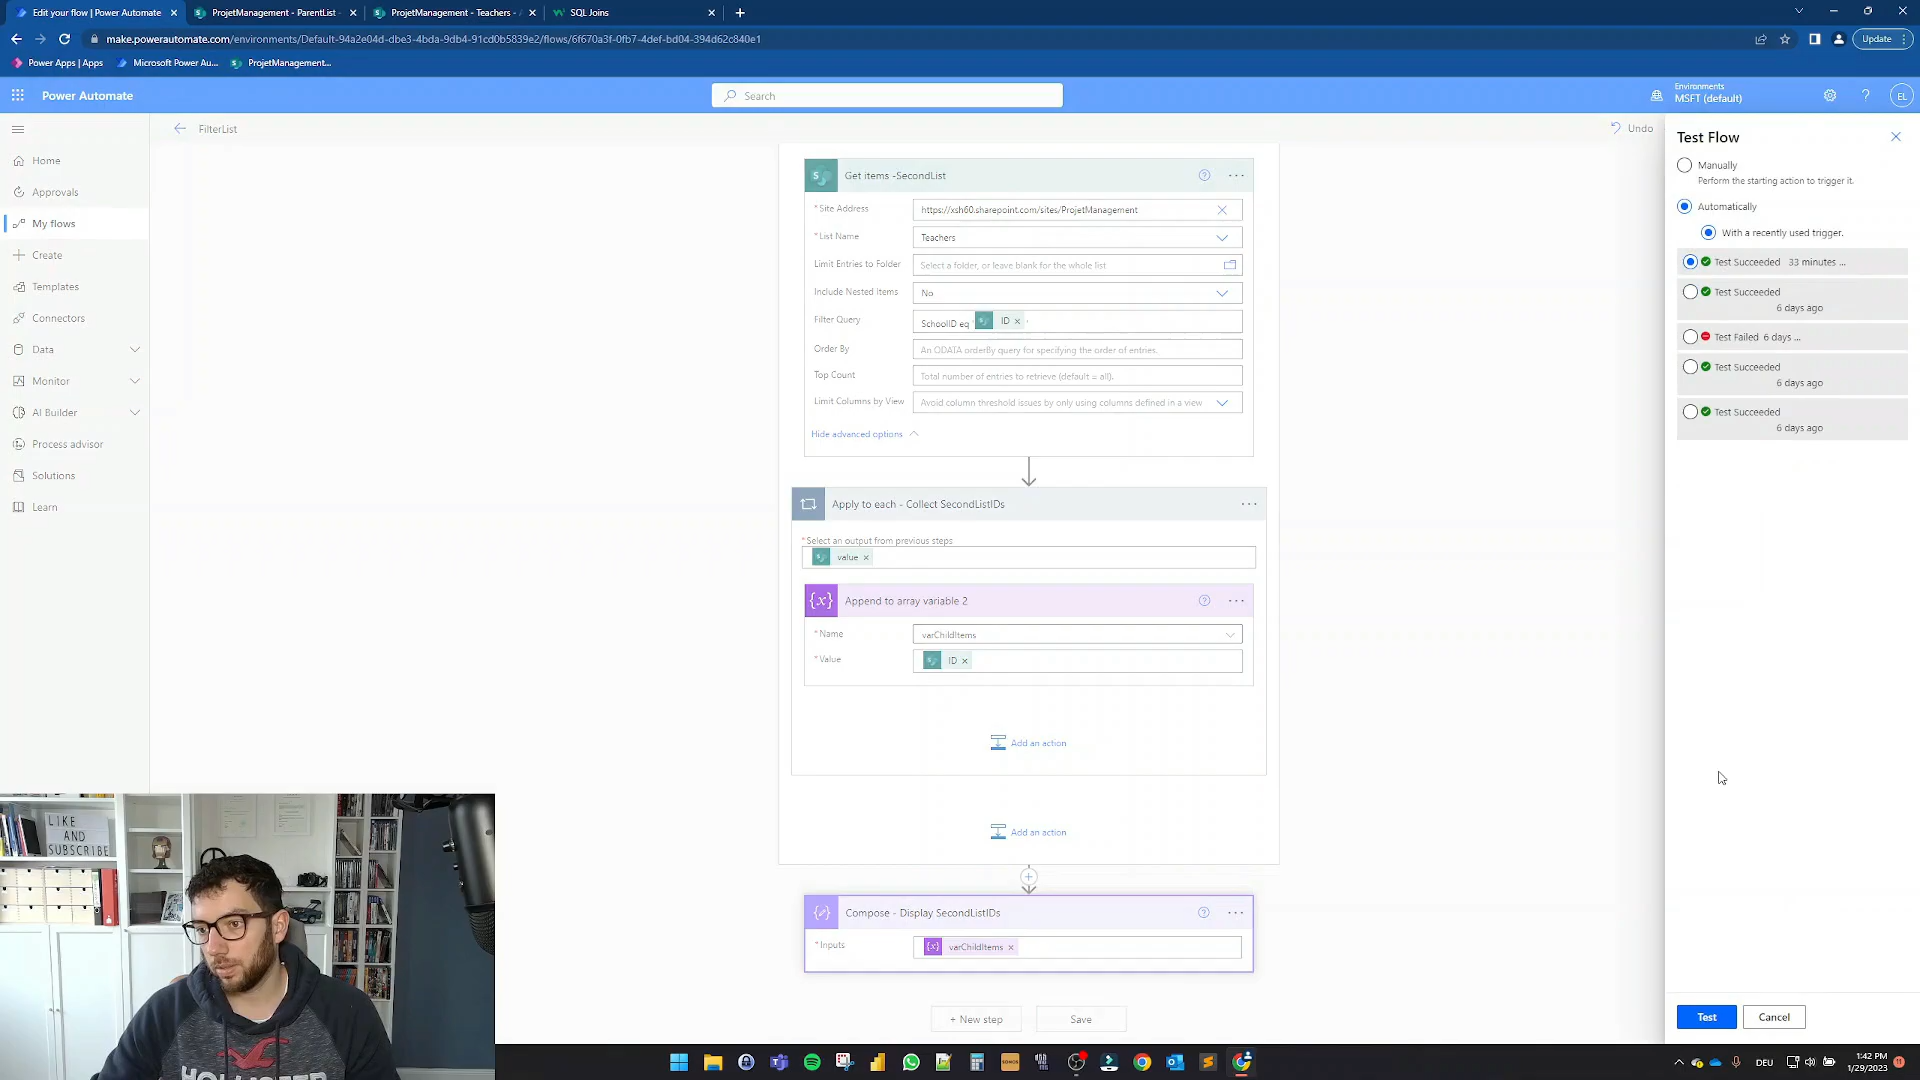 Edit your flow | Power Automate
ProjetManagement - ParentList -
ProjetManagement - Teachers - A
SQL Joins
make.powerautomate.com/environments/Default-94a2e04d-dbe3-4bda-9db4-91cd0b5839e2/flows/6f670a3f-0fb7-4def-bd04-394d62c840e1
Update
Power Apps | Apps
Microsoft Power Au...
ProjetManagement...
Power Automate
Search
Environments
MSFT (default)
EL
FilterList
Undo
Home
Approvals
My flows
Create
Templates
Connectors
Data
Monitor
AI Builder
Process advisor
Solutions
Learn
Get items -SecondList
* Site Address
https://xsh60.sharepoint.com/sites/ProjetManagement
* List Name
Teachers
Limit Entries to Folder
Select a folder, or leave blank for the whole list
Include Nested Items
No
Filter Query
SchoolID eq ' ID '
Order By
An ODATA orderBy query for specifying the order of entries.
Top Count
Total number of entries to retrieve (default = all).
Limit Columns by View
Avoid column threshold issues by only using columns defined in a view
Hide advanced options
Apply to each - Collect SecondListIDs
* Select an output from previous steps
value
Append to array variable 2
* Name
varChildItems
* Value
ID
Add an action
Add an action
Compose - Display SecondListIDs
* Inputs
varChildItems
+ New step
Save
Test Flow
Manually
Perform the starting action to trigger it.
Automatically
With a recently used trigger.
Test Succeeded 33 minutes ...
Test Succeeded
6 days ago
Test Failed 6 days ...
Test Succeeded
6 days ago
Test Succeeded
6 days ago
Test
Cancel
LIKE
AND
SUBSCRIBE
HOLLISTER
DEU
1:42 PM
1/29/2023